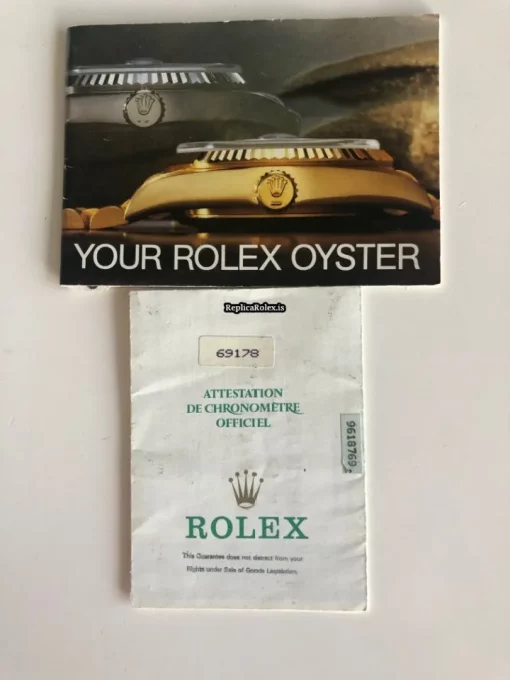 YOUR ROLEX OYSTER
ReplicaRolex.is
69178
ATTESTATION
DE CHRONOMÈTRE
OFFICIEL
9618769
ROLEX
This Guarantee does not detract from your
Rights under Sale of Goods Legislation.